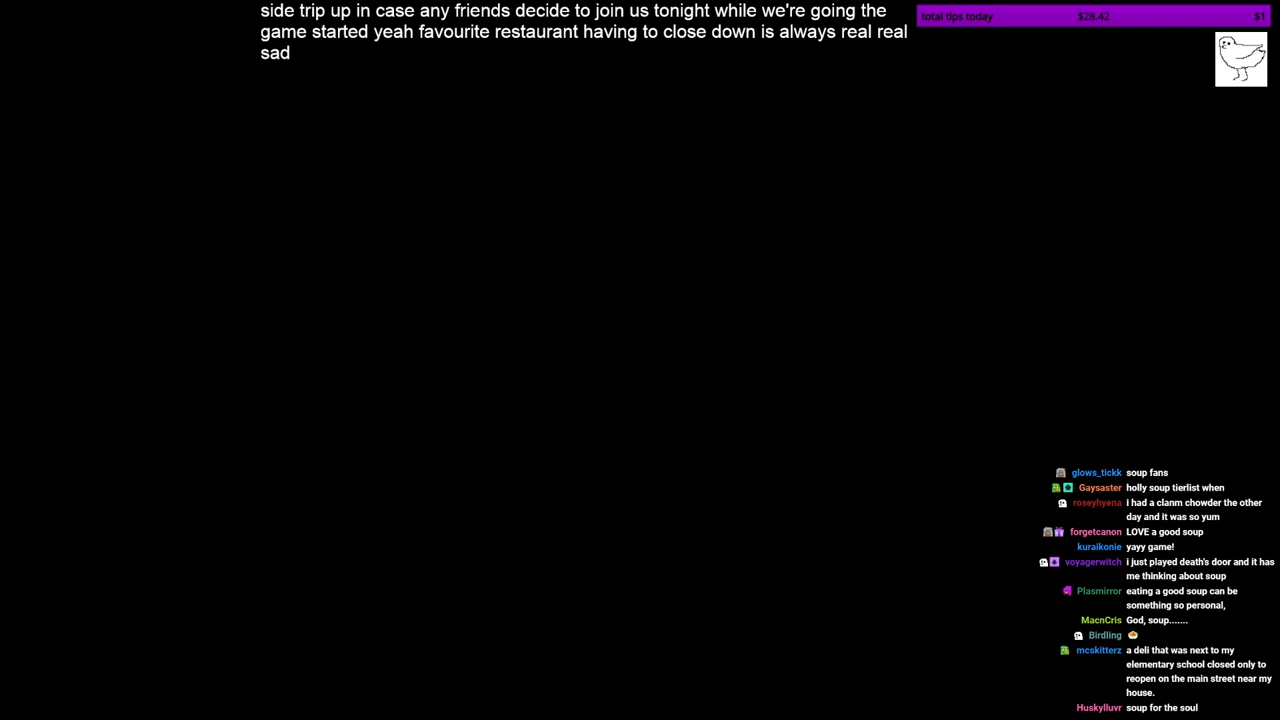 side trip up in case any friends decide to join us tonight while we're going the
game started yeah favourite restaurant having to close down is always real real
sad
total tips today $28.42 $1
glows_tickk soup fans
Gaysaster holly soup tierlist when
roseyhyena i had a clanm chowder the other
day and it was so yum
forgetcanon LOVE a good soup
kuraikonie yayy game!
voyagerwitch i just played death's door and it has
me thinking about soup
Plasmirror eating a good soup can be
something so personal,
MacnCris God, soup.......
Birdling
mcskitterz a deli that was next to my
elementary school closed only to
reopen on the main street near my
house.
Huskylluvr soup for the soul